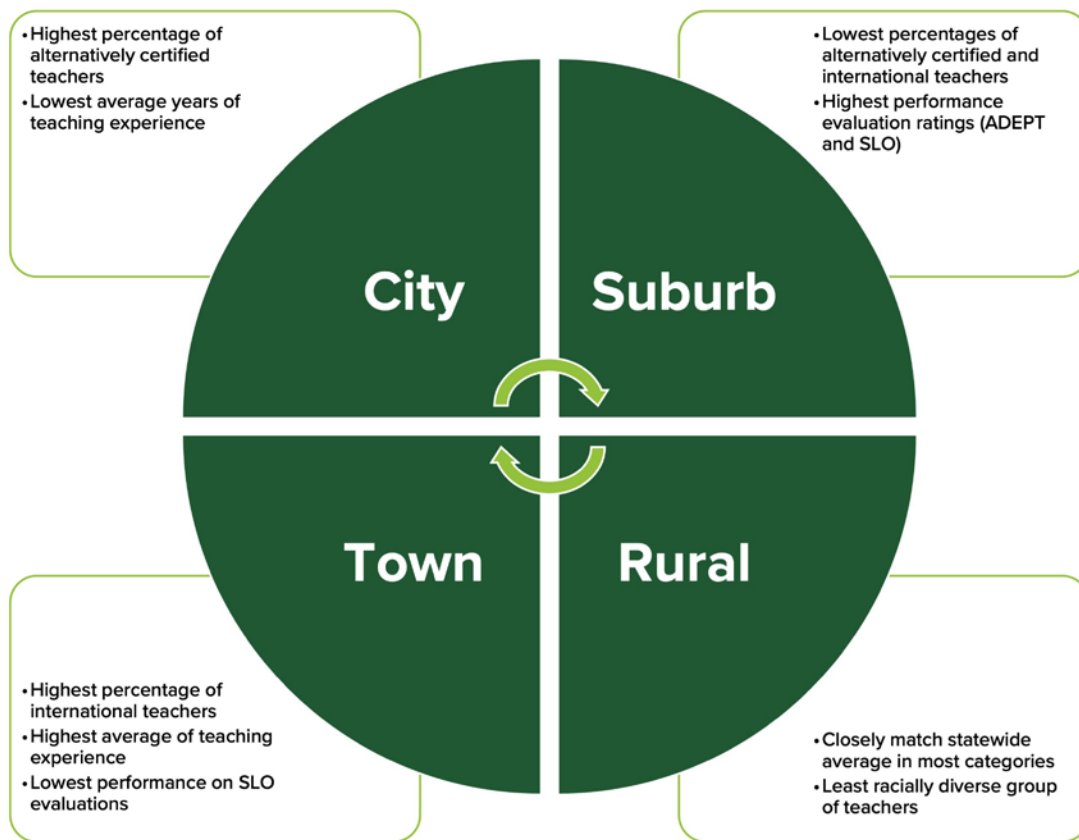 •Highest percentage of
alternatively certified
teachers
•Lowest average years of
teaching experience
•Lowest percentages of
alternatively certified and
international teachers
•Highest performance
evaluation ratings (ADEPT
and SLO)
City
Suburb
Town
Rural
•Highest percentage of
international teachers
•Highest average of teaching
experience
•Lowest performance on SLO
evaluations
•Closely match statewide
average in most categories
•Least racially diverse group
of teachers